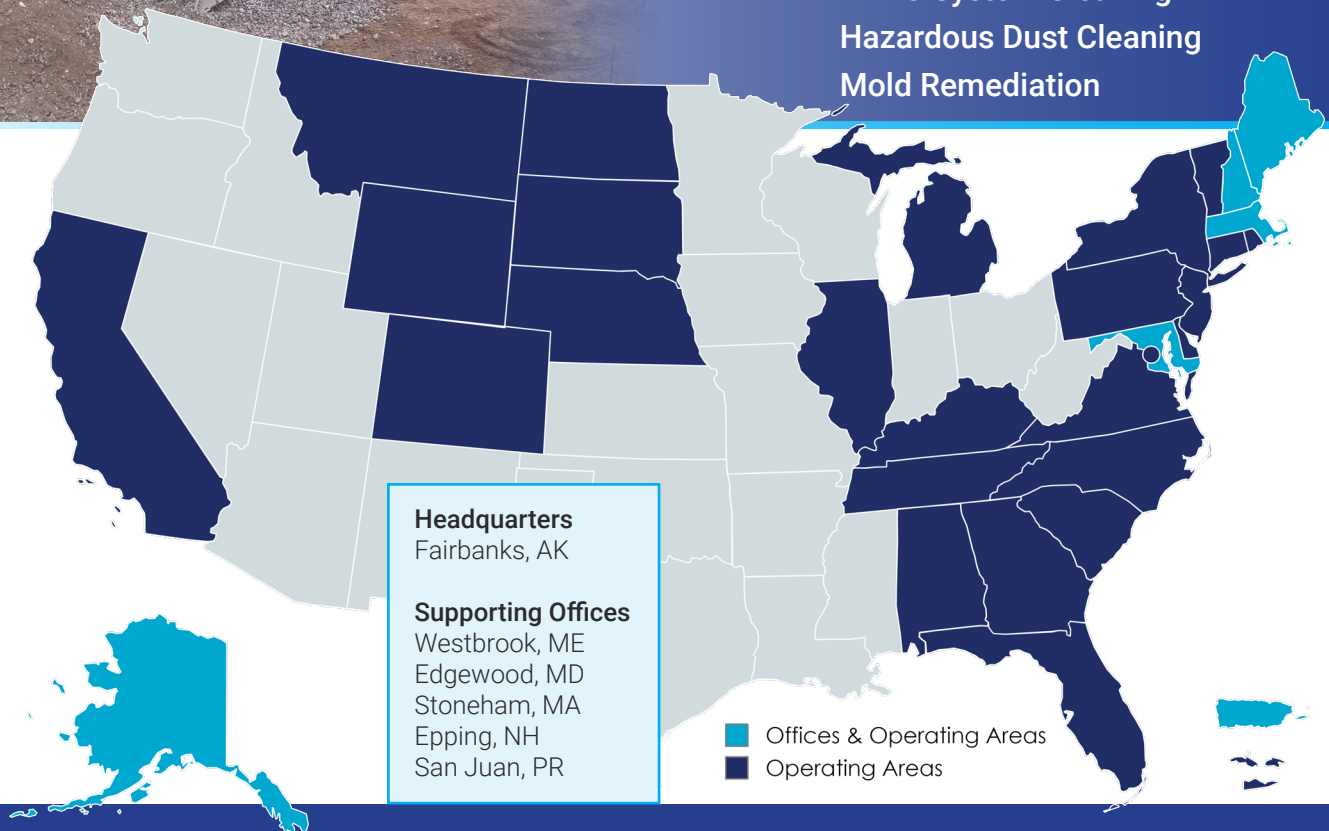 Hazardous Dust Cleaning
Mold Remediation
Headquarters
Fairbanks, AK
Supporting Offices
Westbrook, ME
Edgewood, MD
Stoneham, MA
Epping, NH
San Juan, PR
Offices & Operating Areas
Operating Areas